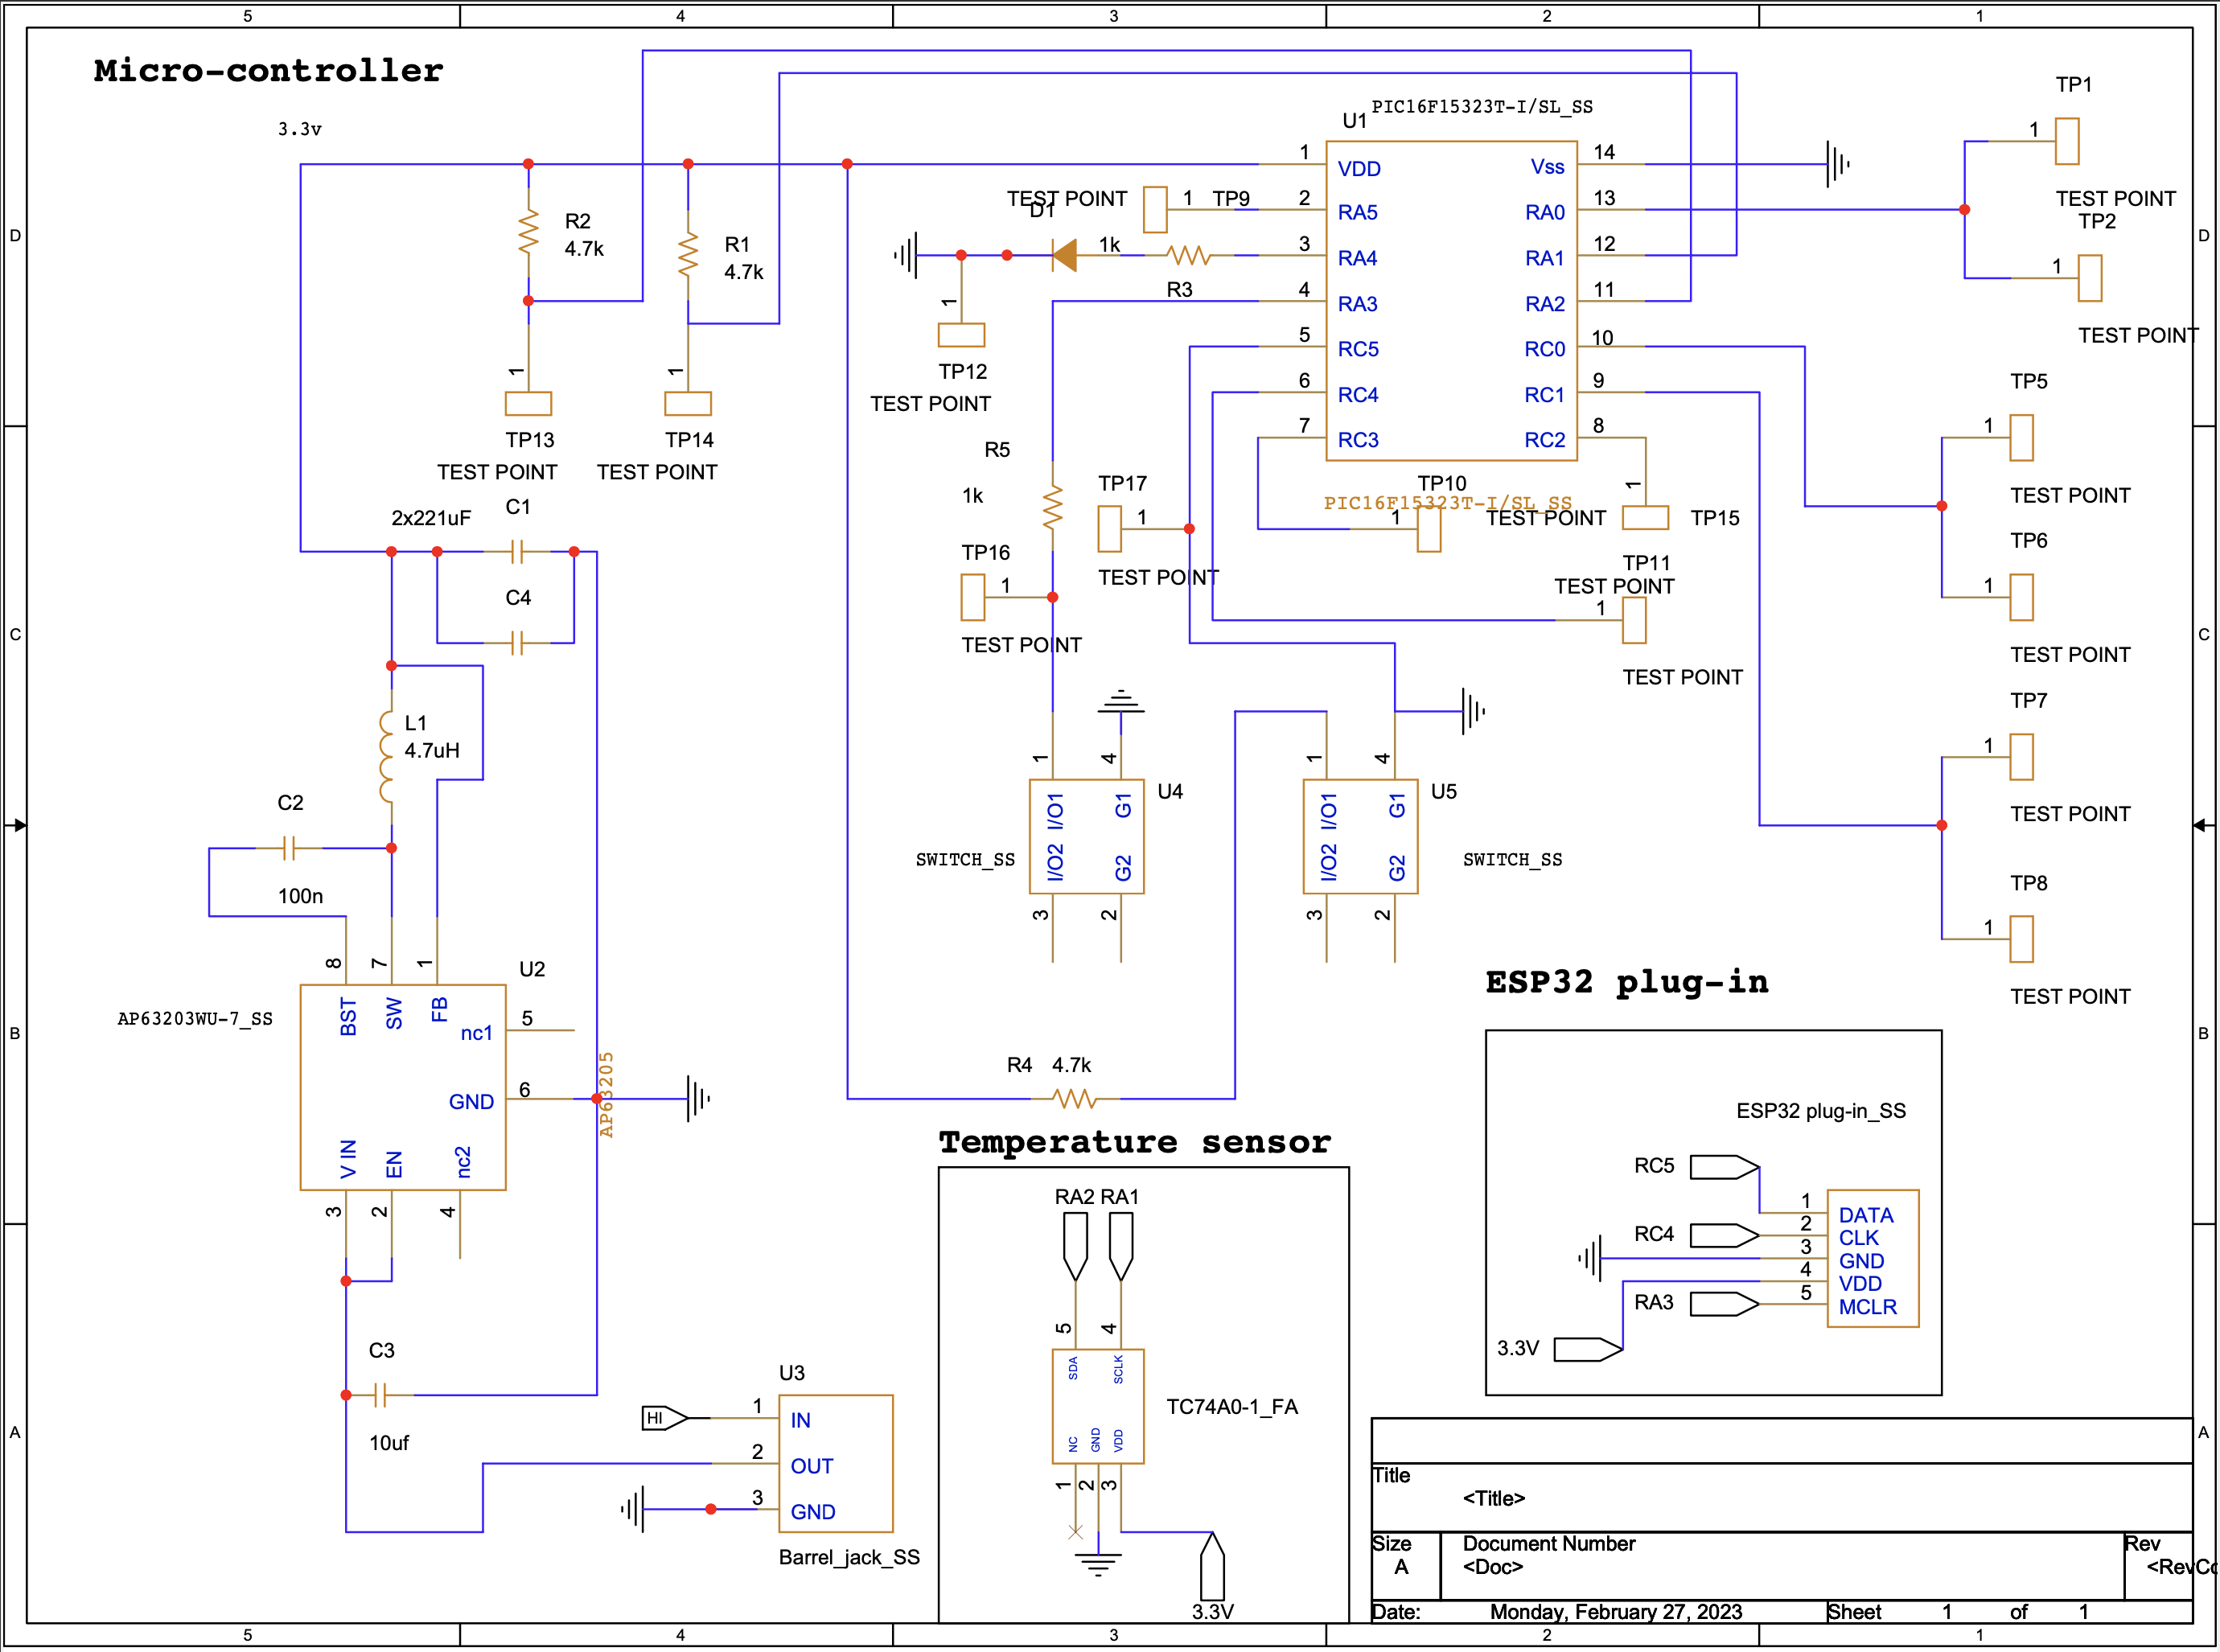 5 4 3 2 1
Micro-controller
3.3v
U1
PIC16F15323T-I/SL_SS
1 VDD
2 RA5
3 RA4
4 RA3
5 RC5
6 RC4
7 RC3
Vss 14
RA0 13
RA1 12
RA2 11
RC0 10
RC1 9
RC2 8
PIC16F15323T-I/SL_SS
TP1
1
TEST POINT
TP2
1
TEST POINT
TEST POINT
1 TP9
D1
1k
R3
1
TP12
TEST POINT
R2
4.7k
R1
4.7k
1
TP13
TEST POINT
1
TP14
TEST POINT
D
D
TP5
1
TEST POINT
TP6
1
TEST POINT
TP7
1
TEST POINT
TP8
1
TEST POINT
R5
1k
TP17
1
TEST POINT
TP16
1
TEST POINT
TP10
1
TEST POINT
1
TP15
TP11
TEST POINT
1
TEST POINT
C1
2x221uF
C4
C
C
L1
4.7uH
C2
100n
1 4
I/O1 G1
I/O2 G2
3 2
U4
SWITCH_SS
1 4
I/O1 G1
I/O2 G2
3 2
U5
SWITCH_SS
U2
AP63203WU-7_SS
8 7 1
BST SW FB
nc1 5
GND 6
V IN EN nc2
3 2 4
AP63205
B
B
R4 4.7k
C3
10uf
U3
HI
1 IN
2 OUT
3 GND
Barrel_jack_SS
Temperature sensor
RA2 RA1
5 4
SDA SCLK
TC74A0-1_FA
NC GND VDD
1 2 3
3.3V
ESP32 plug-in
ESP32 plug-in_SS
RC5
RC4
RA3
3.3V
1 DATA
2 CLK
3 GND
4 VDD
5 MCLR
A
A
Title
<Title>
Size
A
Document Number
<Doc>
Rev
<RevCo
Date: Monday, February 27, 2023 Sheet 1 of 1
5 4 3 2 1